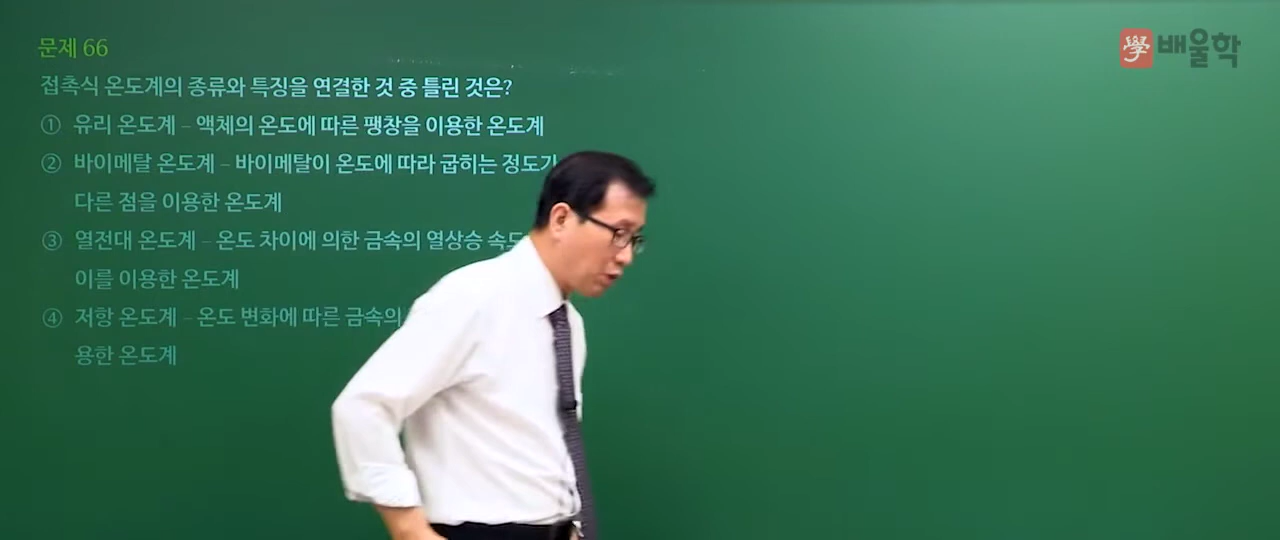 문제 66
學 배울학
접촉식 온도계의 종류와 특징을 연결한 것 중 틀린 것은?
① 유리 온도계 – 액체의 온도에 따른 팽창을 이용한 온도계
② 바이메탈 온도계 – 바이메탈이 온도에 따라 굽히는 정도가
다른 점을 이용한 온도계
③ 열전대 온도계 – 온도 차이에 의한 금속의 열상승 속도
이를 이용한 온도계
④ 저항 온도계 – 온도 변화에 따른 금속의
용한 온도계